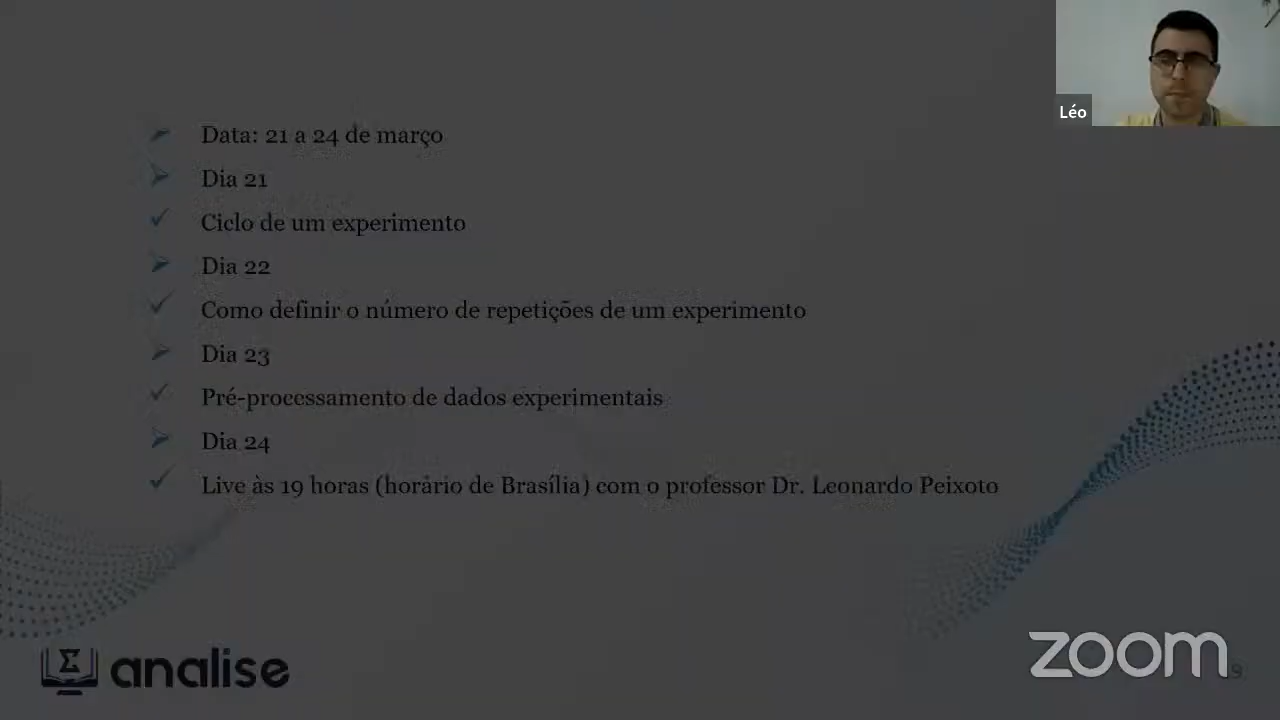 Léo
Data: 21 a 24 de março
Dia 21
Ciclo de um experimento
Dia 22
Como definir o número de repetições de um experimento
Dia 23
Pré-processamento de dados experimentais
Dia 24
Live às 19 horas (horário de Brasília) com o professor Dr. Leonardo Peixoto
analise
zoom